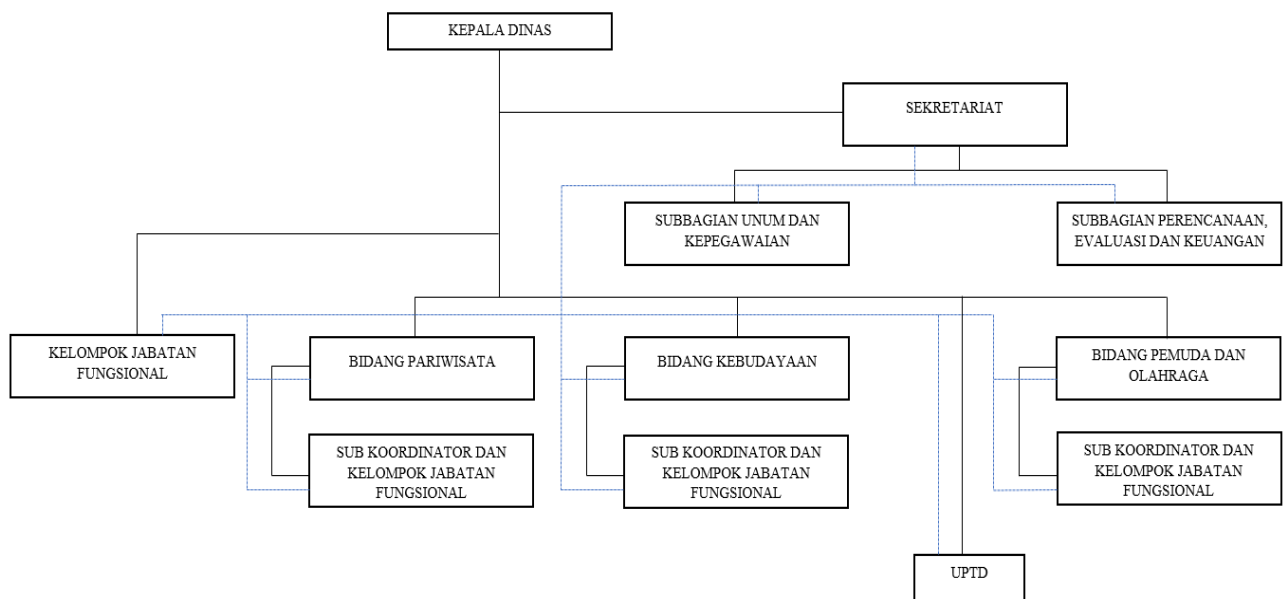 KEPALA DINAS
SEKRETARIAT
SUBBAGIAN UNUM DAN
KEPEGAWAIAN
SUBBAGIAN PERENCANAAN,
EVALUASI DAN KEUANGAN
KELOMPOK JABATAN
FUNGSIONAL
BIDANG PARIWISATA
BIDANG KEBUDAYAAN
BIDANG PEMUDA DAN
OLAHRAGA
SUB KOORDINATOR DAN
KELOMPOK JABATAN
FUNGSIONAL
SUB KOORDINATOR DAN
KELOMPOK JABATAN
FUNGSIONAL
SUB KOORDINATOR DAN
KELOMPOK JABATAN
FUNGSIONAL
UPTD